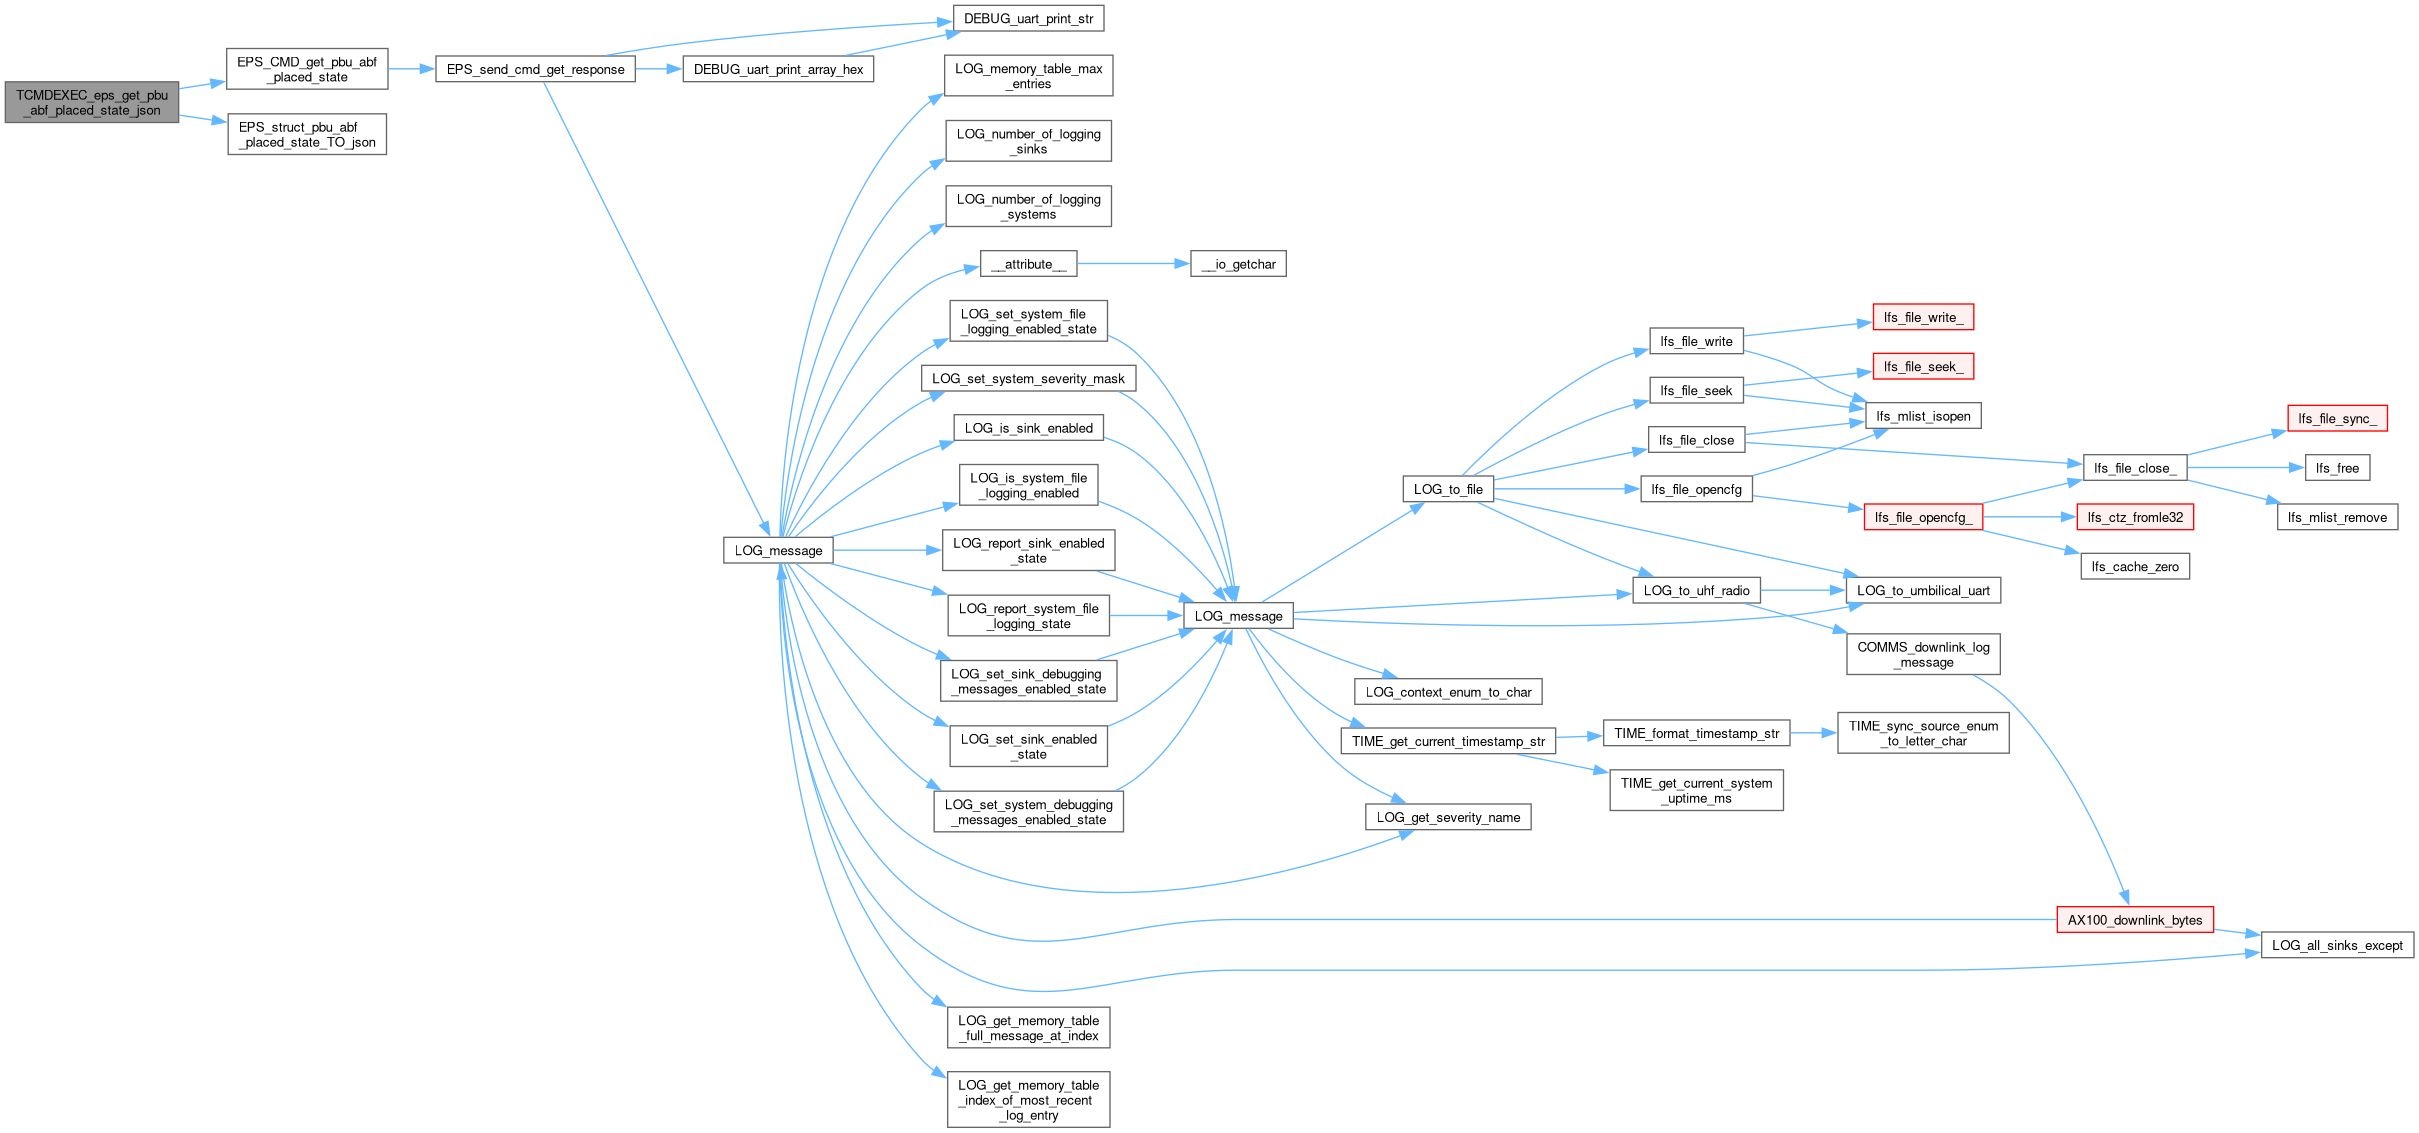 TCMDEXEC_eps_get_pbu
_abf_placed_state_json
EPS_CMD_get_pbu_abf
_placed_state
EPS_struct_pbu_abf
_placed_state_TO_json
EPS_send_cmd_get_response
DEBUG_uart_print_str
DEBUG_uart_print_array_hex
LOG_message
LOG_memory_table_max
_entries
LOG_number_of_logging
_sinks
LOG_number_of_logging
_systems
__attribute__
__io_getchar
LOG_set_system_file
_logging_enabled_state
LOG_set_system_severity_mask
LOG_is_sink_enabled
LOG_is_system_file
_logging_enabled
LOG_report_sink_enabled
_state
LOG_report_system_file
_logging_state
LOG_set_sink_debugging
_messages_enabled_state
LOG_set_sink_enabled
_state
LOG_set_system_debugging
_messages_enabled_state
LOG_get_memory_table
_full_message_at_index
LOG_get_memory_table
_index_of_most_recent
_log_entry
LOG_message
LOG_to_file
LOG_context_enum_to_char
TIME_get_current_timestamp_str
LOG_get_severity_name
lfs_file_write
lfs_file_seek
lfs_file_close
lfs_file_opencfg
LOG_to_uhf_radio
TIME_format_timestamp_str
TIME_get_current_system
_uptime_ms
lfs_file_write_
lfs_file_seek_
lfs_mlist_isopen
lfs_file_opencfg_
LOG_to_umbilical_uart
COMMS_downlink_log
_message
TIME_sync_source_enum
_to_letter_char
lfs_file_close_
lfs_ctz_fromle32
lfs_cache_zero
AX100_downlink_bytes
lfs_file_sync_
lfs_free
lfs_mlist_remove
LOG_all_sinks_except